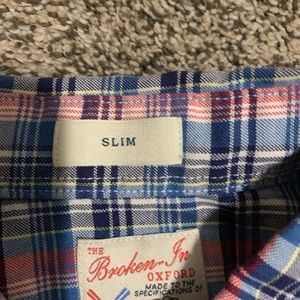 SLIM
THE
Broken-In
OXFORD
MADE TO THE
SPECIFICATIONS OF